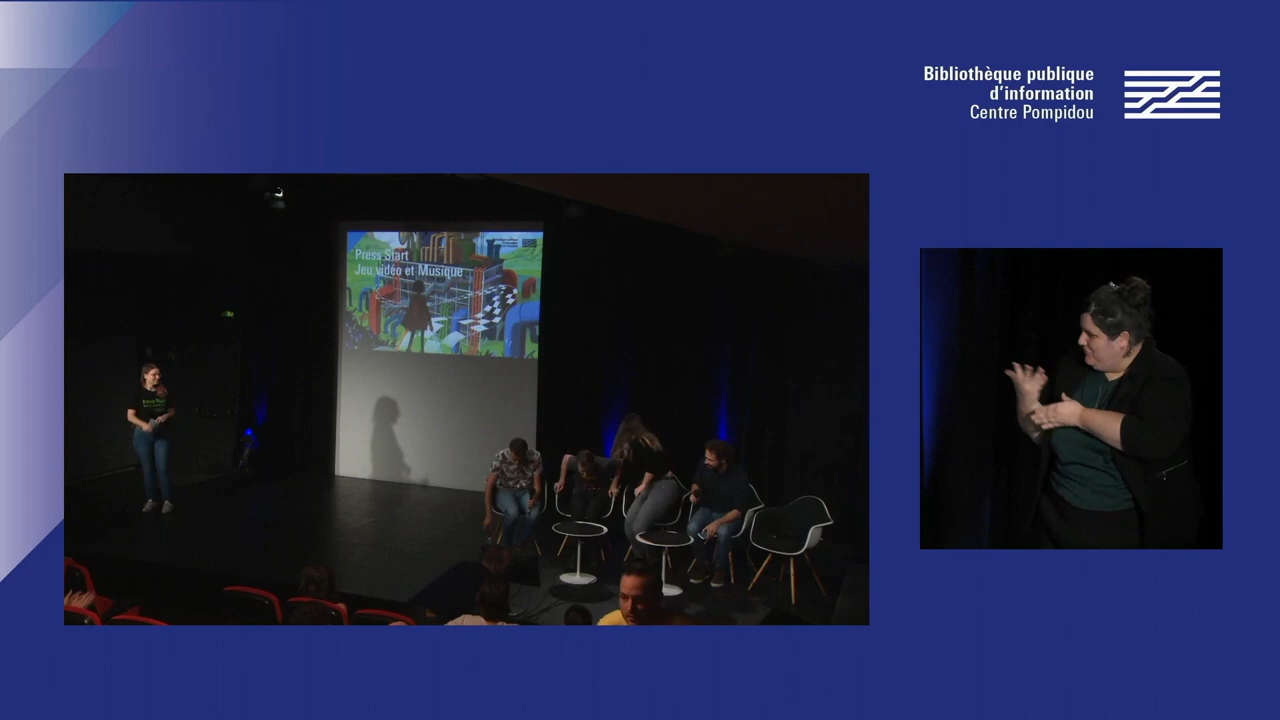 Bibliothèque publique
d'information
Centre Pompidou
Press Start
Jeu vidéo et Musique